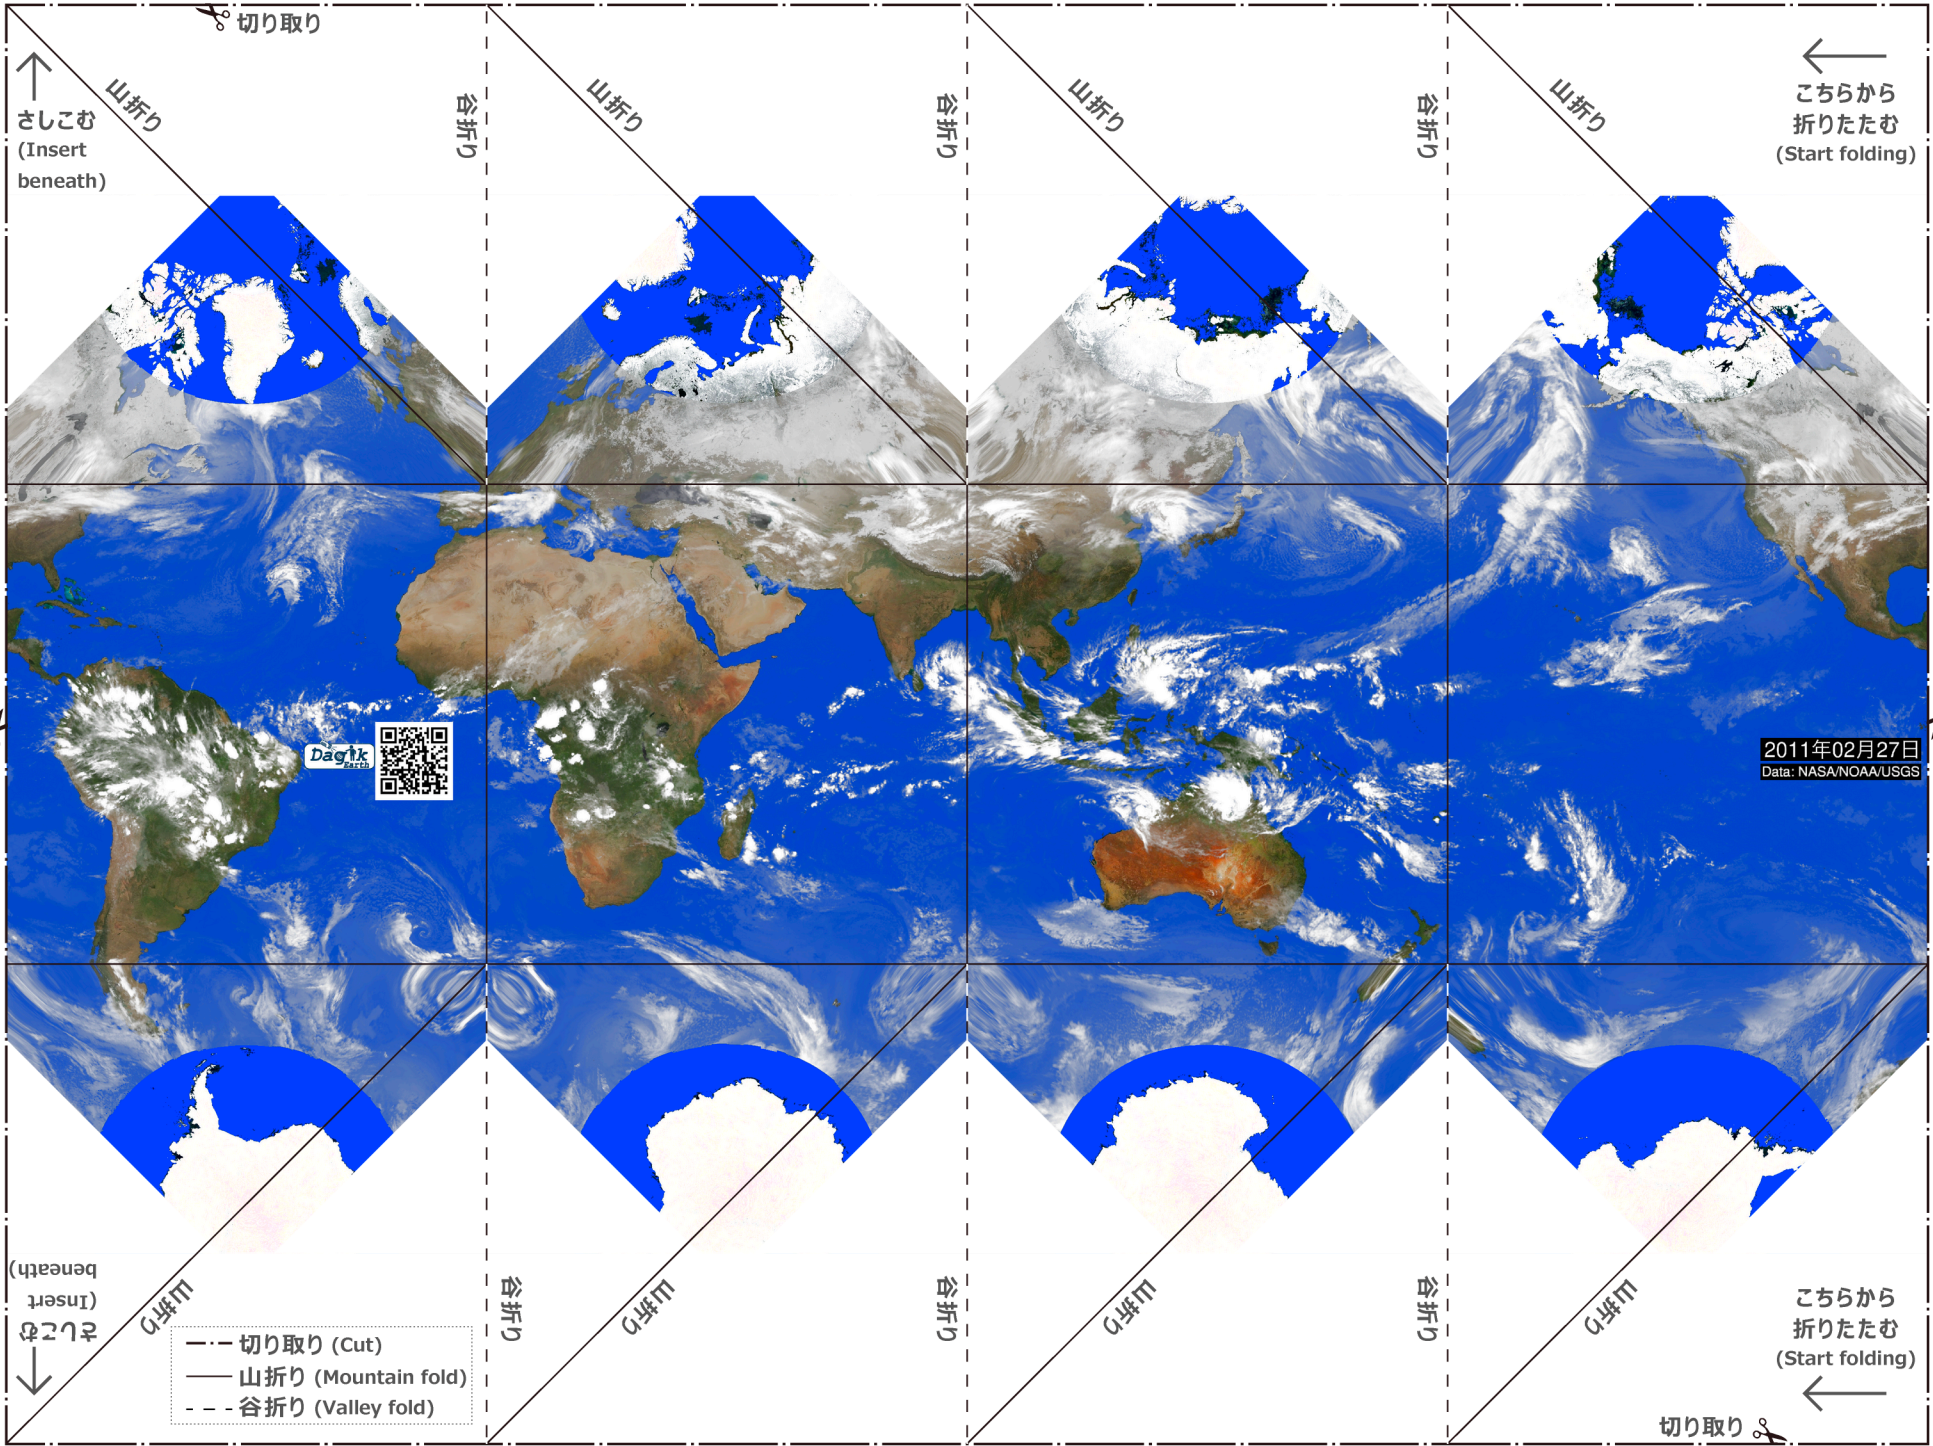 切り取り
山折り
谷折り
山折り
谷折り
山折り
谷折り
山折り
さしこむ
(Insert
beneath)
こちらから
折りたたむ
(Start folding)
Dagik
Earth
2011年02月27日
Data: NASA/NOAA/USGS
さしこむ
(Insert
beneath)
山折り
谷折り
山折り
谷折り
山折り
谷折り
山折り
こちらから
折りたたむ
(Start folding)
切り取り (Cut)
山折り (Mountain fold)
谷折り (Valley fold)
切り取り